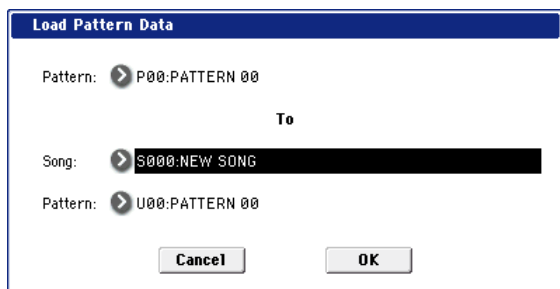 Load Pattern Data
Pattern: P00:PATTERN 00
To
Song: S000:NEW SONG
Pattern: U00:PATTERN 00
Cancel OK